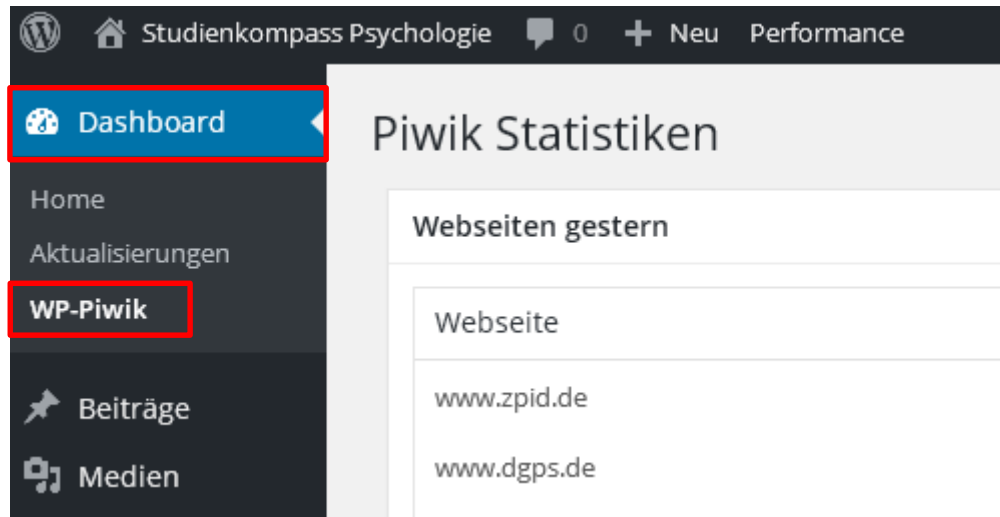 Studienkompass Psychologie 0 + Neu Performance
Dashboard
Home
Aktualisierungen
WP-Piwik
Beiträge
Medien
Piwik Statistiken
Webseiten gestern
Webseite
www.zpid.de
www.dgps.de